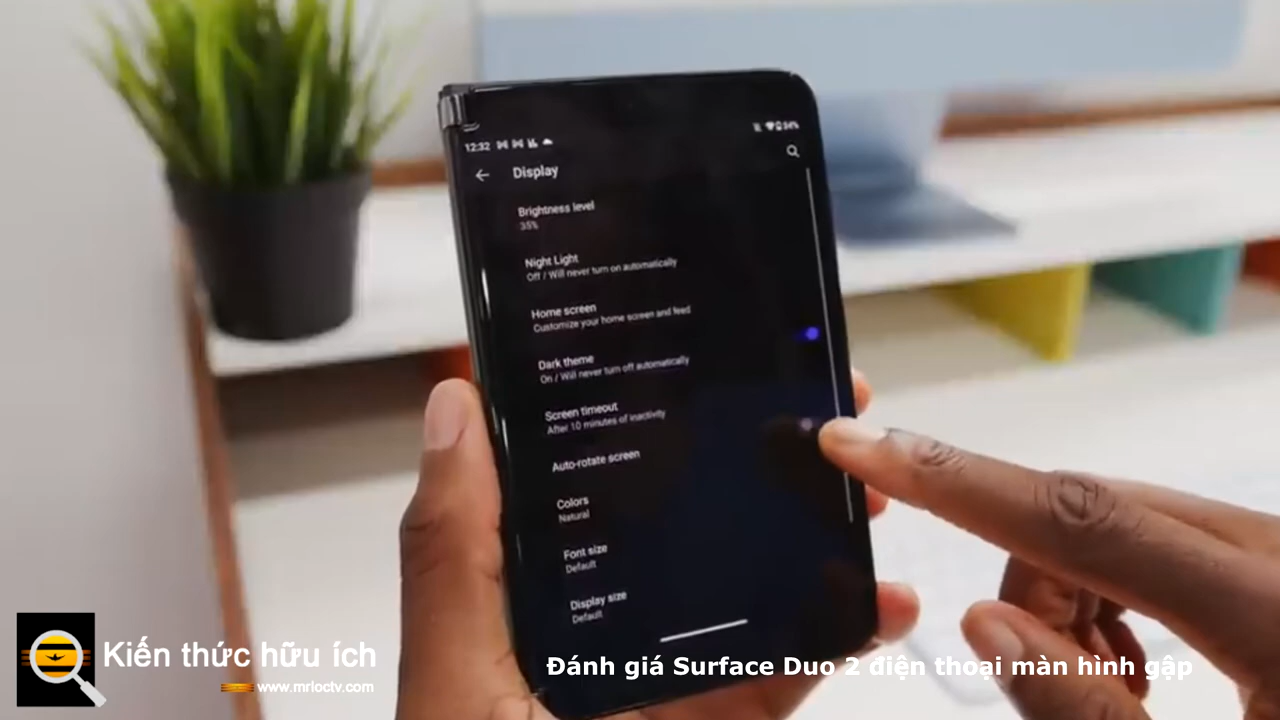 12:32
Display
Brightness level
35%
Night Light
Off / Will never turn on automatically
Home screen
Customize your home screen and feed
Dark theme
On / Will never turn off automatically
Screen timeout
After 10 minutes of inactivity
Auto-rotate screen
Colors
Natural
Font size
Default
Display size
Default
Kiến thức hữu ích
www.mrloctv.com
Đánh giá Surface Duo 2 điện thoại màn hình gập